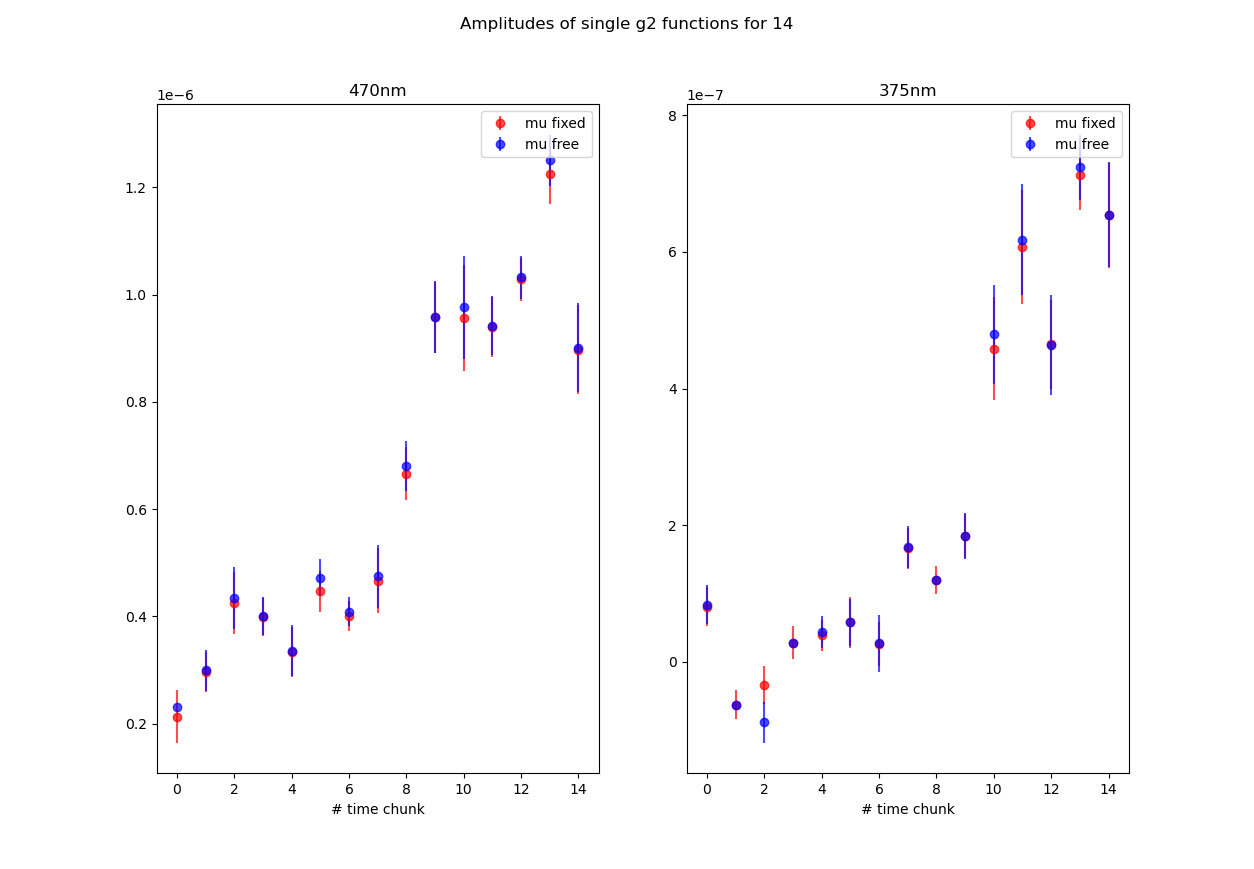 Amplitudes of single g2 functions for 14
470nm
1e−6
mu fixed
mu free
1.2
1.0
0.8
0.6
0.4
0.2
0 2 4 6 8 10 12 14
# time chunk
375nm
1e−7
mu fixed
mu free
8
6
4
2
0
0 2 4 6 8 10 12 14
# time chunk